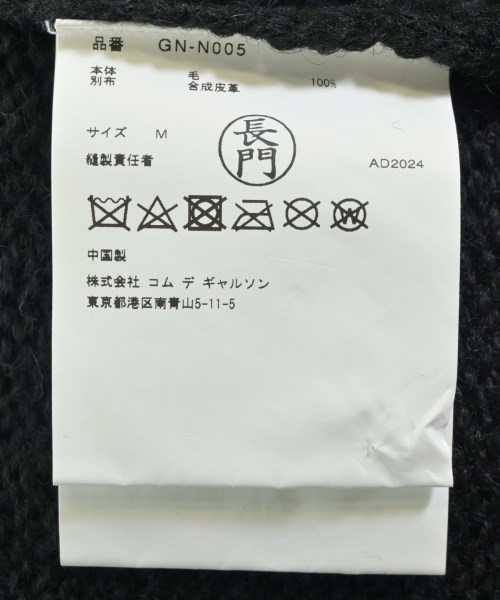 品番 GN-N005
本体 毛 100%
別布 合成皮革
サイズ M
長門
縫製責任者 AD2024
中国製
株式会社 コム デ ギャルソン
東京都港区南青山5-11-5